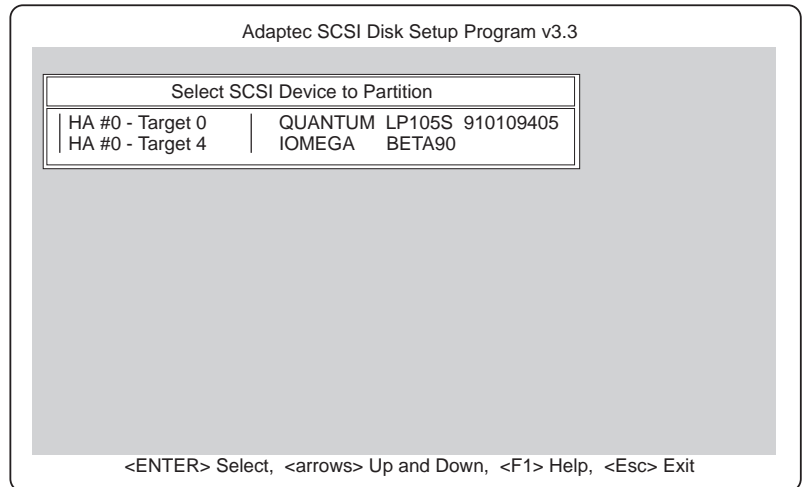 Adaptec SCSI Disk Setup Program v3.3
Select SCSI Device to Partition
HA #0 - Target 0 QUANTUM LP105S 910109405
HA #0 - Target 4 IOMEGA BETA90
<ENTER> Select, <arrows> Up and Down, <F1> Help, <Esc> Exit